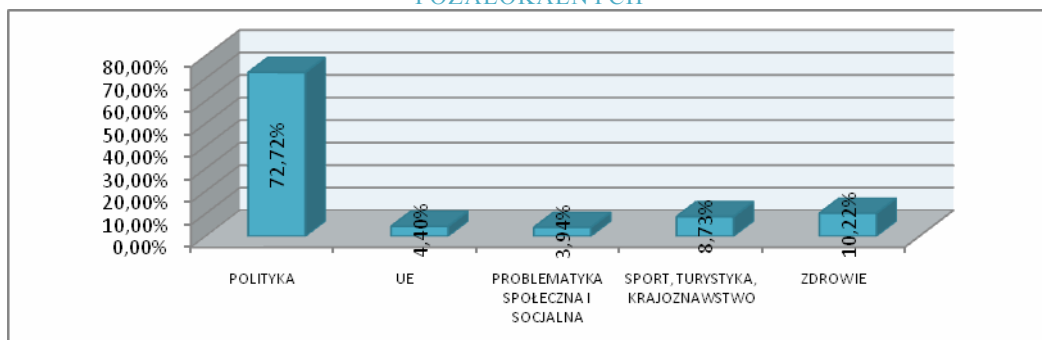 POZALOKALNYCH
80,00%
70,00%
60,00%
50,00%
40,00%
30,00%
20,00%
10,00%
0,00%
72,72%
4,40%
3,94%
8,73%
10,22%
POLITYKA
UE
PROBLEMATYKA
SPOŁECZNA I
SOCJALNA
SPORT, TURYSTYKA,
KRAJOZNAWSTWO
ZDROWIE